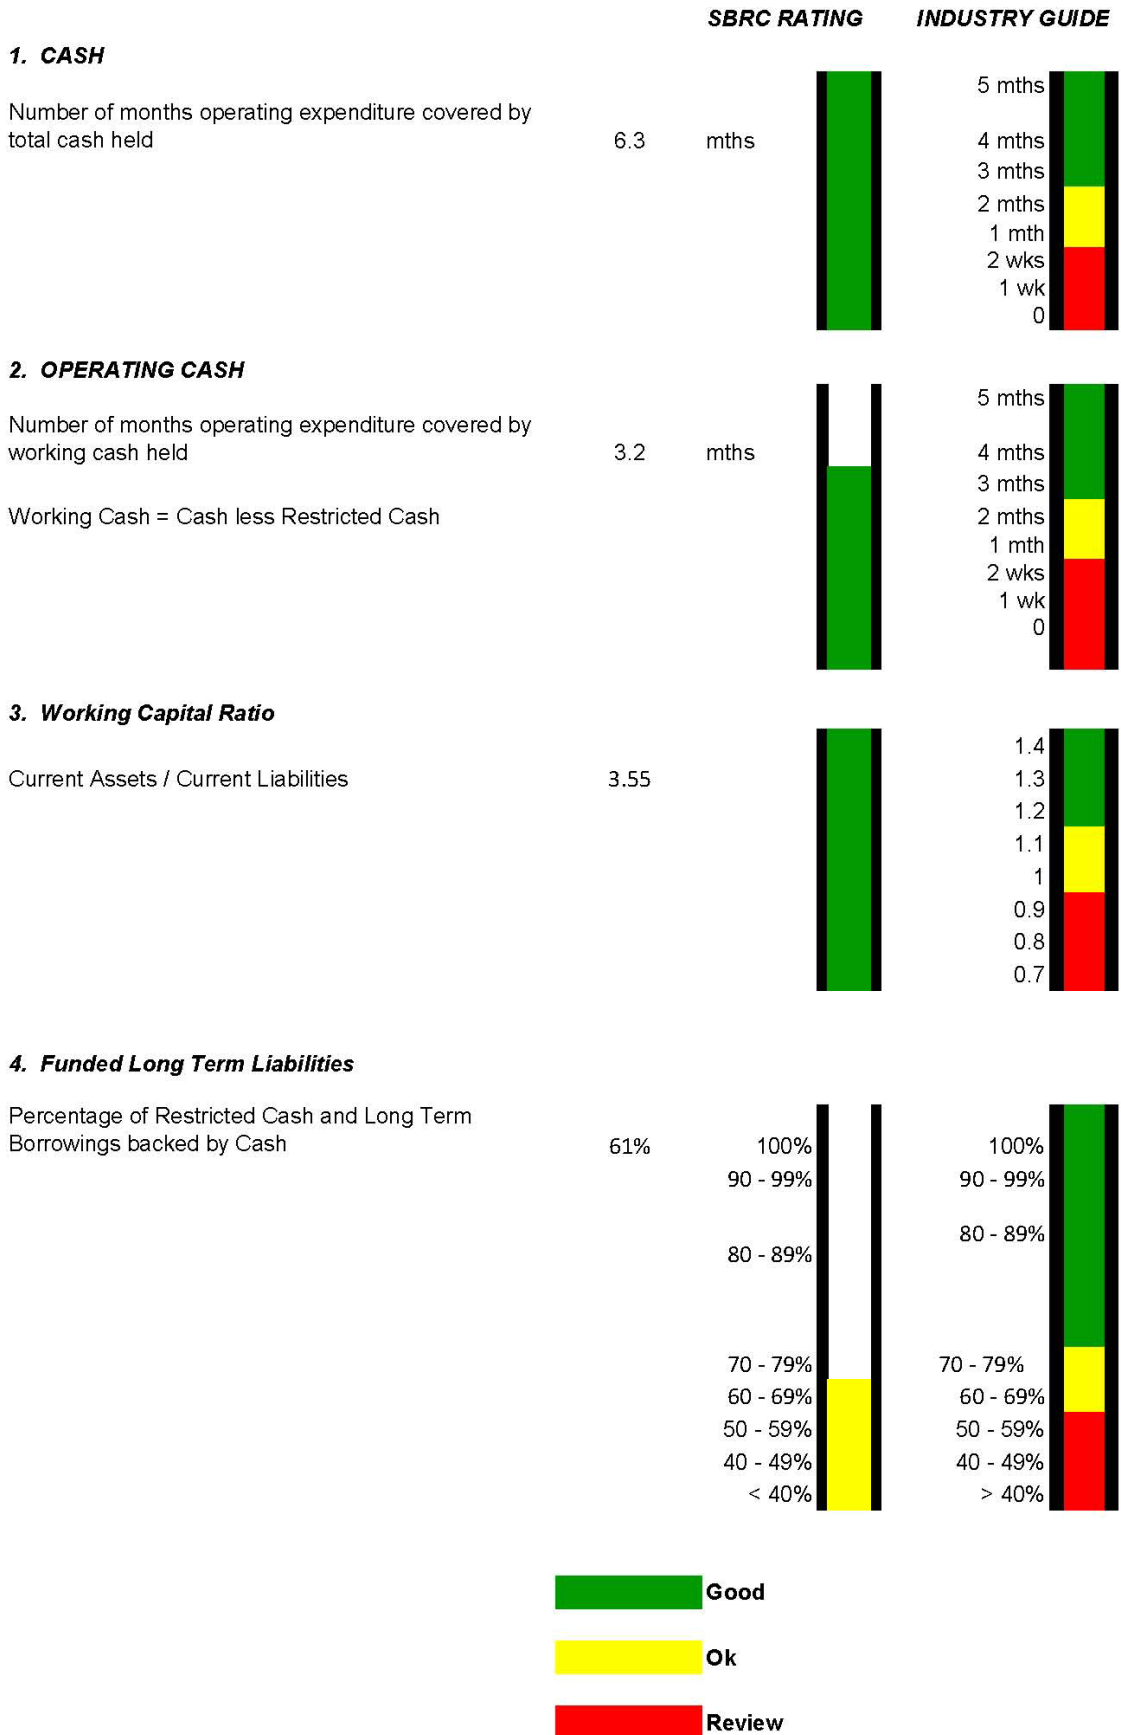 SBRC RATING INDUSTRY GUIDE
1. CASH
5 mths
Number of months operating expenditure covered by
total cash held 6.3 mths 4 mths
3 mths
2 mths
1 mth
2 wks
1 wk
0
2. OPERATING CASH
5 mths
Number of months operating expenditure covered by
working cash held 3.2 mths 4 mths
3 mths
Working Cash = Cash less Restricted Cash 2 mths
1 mth
2 wks
1 wk
0
3. Working Capital Ratio
1.4
Current Assets / Current Liabilities 3.55 1.3
1.2
1.1
1
0.9
0.8
0.7
4. Funded Long Term Liabilities
Percentage of Restricted Cash and Long Term
Borrowings backed by Cash 61% 100% 100%
90 - 99% 90 - 99%
80 - 89% 80 - 89%
70 - 79% 70 - 79%
60 - 69% 60 - 69%
50 - 59% 50 - 59%
40 - 49% 40 - 49%
< 40% > 40%
Good
Ok
Review